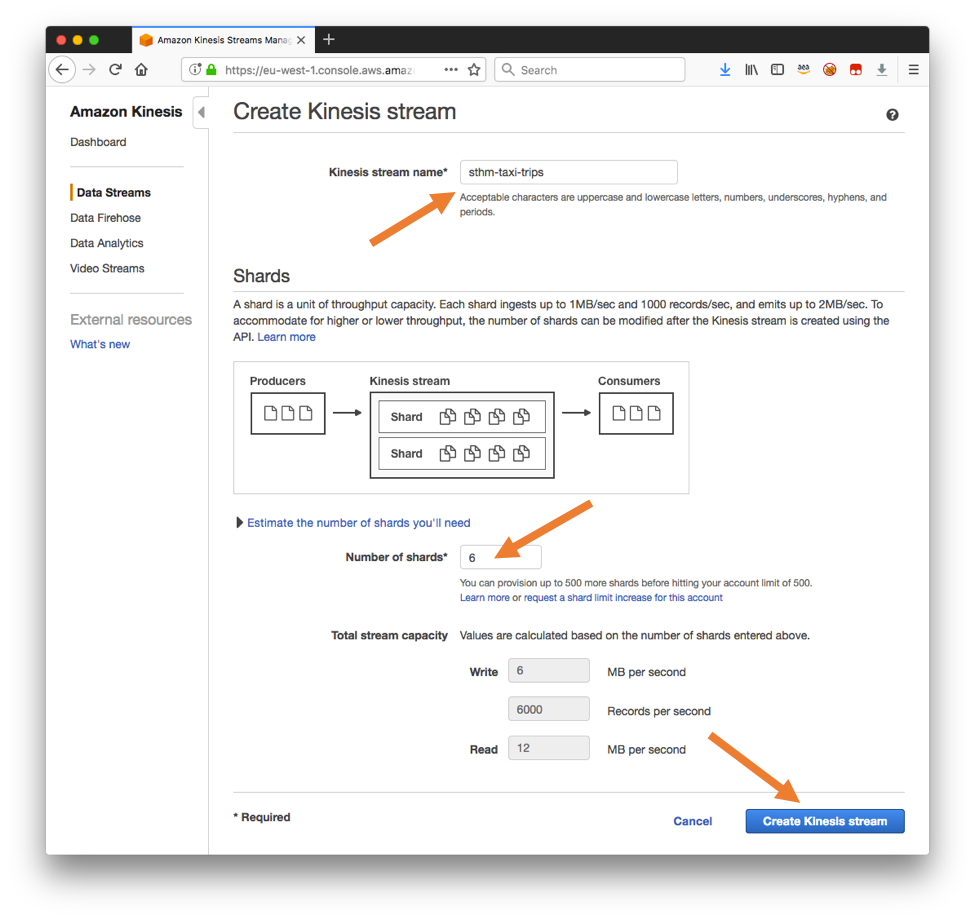 Amazon Kinesis Streams Mana
https://eu-west-1.console.aws.amaz
Search
Amazon Kinesis
Dashboard
Data Streams
Data Firehose
Data Analytics
Video Streams
External resources
What's new
Create Kinesis stream
Kinesis stream name*
sthm-taxi-trips
Acceptable characters are uppercase and lowercase letters, numbers, underscores, hyphens, and
periods.
Shards
A shard is a unit of throughput capacity. Each shard ingests up to 1MB/sec and 1000 records/sec, and emits up to 2MB/sec. To
accommodate for higher or lower throughput, the number of shards can be modified after the Kinesis stream is created using the
API. Learn more
Producers
Kinesis stream
Consumers
Shard
Shard
Estimate the number of shards you'll need
Number of shards*
6
You can provision up to 500 more shards before hitting your account limit of 500.
Learn more or request a shard limit increase for this account
Total stream capacity
Values are calculated based on the number of shards entered above.
Write
6
MB per second
6000
Records per second
Read
12
MB per second
* Required
Cancel
Create Kinesis stream